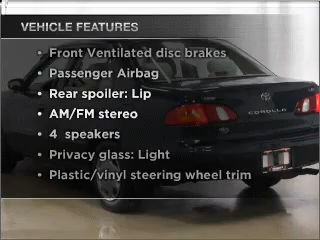 VEHICLE FEATURES
• Front Ventilated disc brakes
• Passenger Airbag
• Rear spoiler: Lip
• AM/FM stereo
• 4 speakers
• Privacy glass: Light
• Plastic/vinyl steering wheel trim
COROLLA